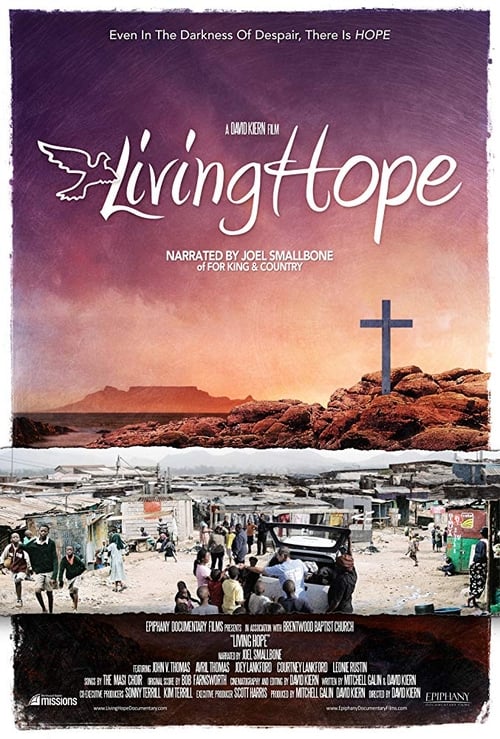 Even In The Darkness Of Despair, There Is HOPE
A DAVID KIERN FILM
Living Hope
NARRATED BY JOEL SMALLBONE
of FOR KING & COUNTRY
EPIPHANY DOCUMENTARY FILMS PRESENTS IN ASSOCIATION WITH BRENTWOOD BAPTIST CHURCH
"LIVING HOPE"
NARRATED BY JOEL SMALLBONE
FEATURING JOHN V. THOMAS AVRIL THOMAS JOEY LANKFORD COURTNEY LANKFORD LEONIE RUSTIN
SONGS BY THE MASI CHOIR ORIGINAL SCORE BY BOB FARNSWORTH CINEMATOGRAPHY AND EDITING BY DAVID KIERN WRITTEN BY MITCHELL GALIN & DAVID KIERN
CO-EXECUTIVE PRODUCERS SONNY TERRILL KIM TERRILL EXECUTIVE PRODUCER SCOTT HARRIS PRODUCED BY MITCHELL GALIN DAVID KIERN DIRECTED BY DAVID KIERN
missions
EPIPHANY
DOCUMENTARY FILMS
www.LivingHopeDocumentary.com
www.EpiphanyDocumentaryFilms.com